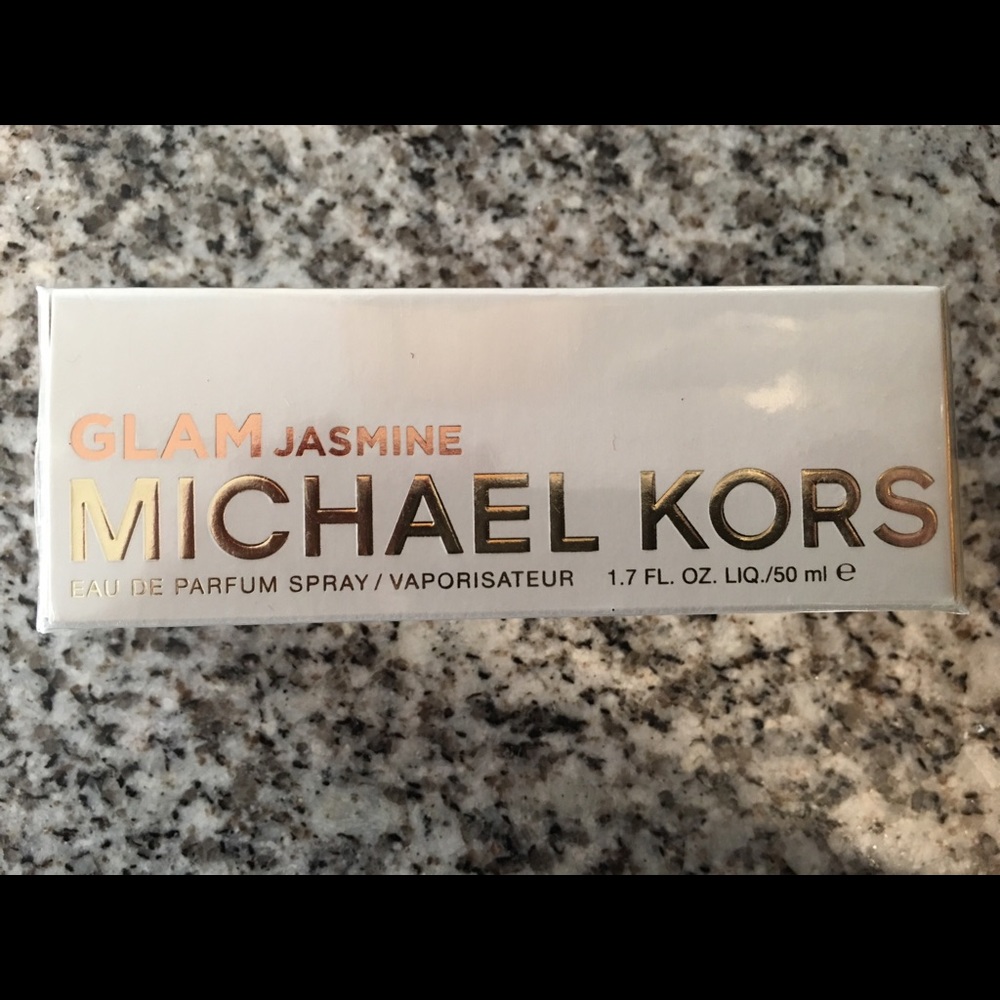 GLAM JASMINE
MICHAEL KORS
EAU DE PARFUM SPRAY/VAPORISATEUR 1.7 FL. OZ. LIQ./50 ml ℮